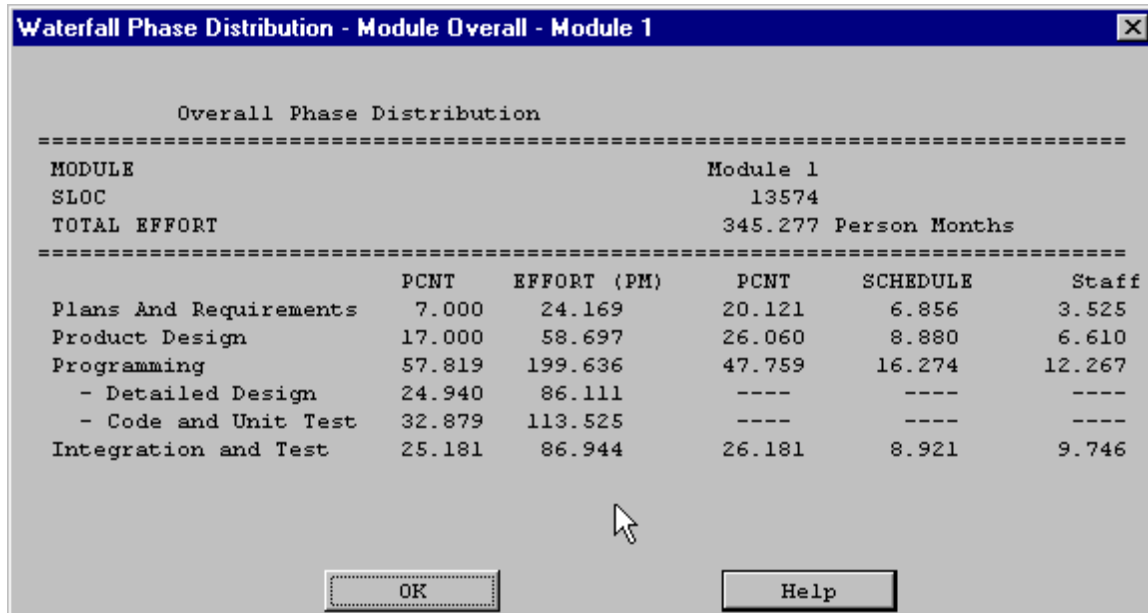 Waterfall Phase Distribution - Module Overall - Module 1
Overall Phase Distribution
================================================================================
MODULE Module 1
SLOC 13574
TOTAL EFFORT 345.277 Person Months
================================================================================
PCNT EFFORT (PM) PCNT SCHEDULE Staff
Plans And Requirements 7.000 24.169 20.121 6.856 3.525
Product Design 17.000 58.697 26.060 8.880 6.610
Programming 57.819 199.636 47.759 16.274 12.267
- Detailed Design 24.940 86.111 ---- ---- ----
- Code and Unit Test 32.879 113.525 ---- ---- ----
Integration and Test 25.181 86.944 26.181 8.921 9.746
OK Help